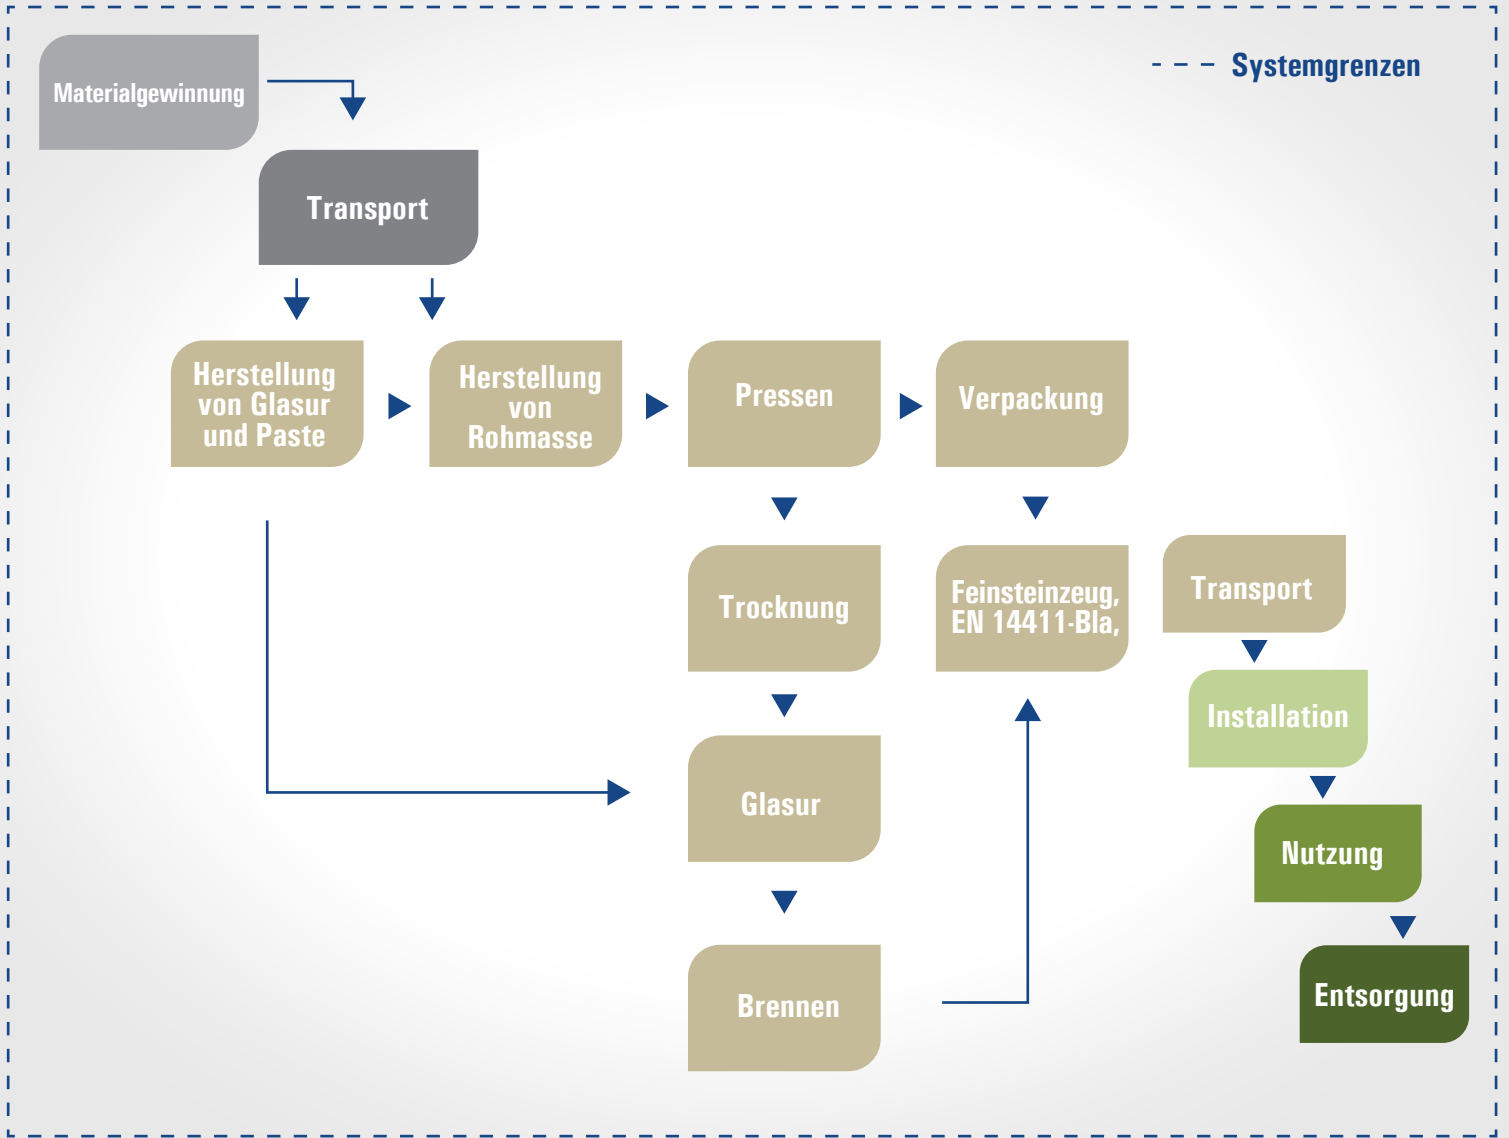 Systemgrenzen
Materialgewinnung
Transport
Herstellung
von Glasur
und Paste
Herstellung
von
Rohmasse
Pressen
Verpackung
Trocknung
Feinsteinzeug,
EN 14411-Bla,
Transport
Installation
Glasur
Nutzung
Brennen
Entsorgung